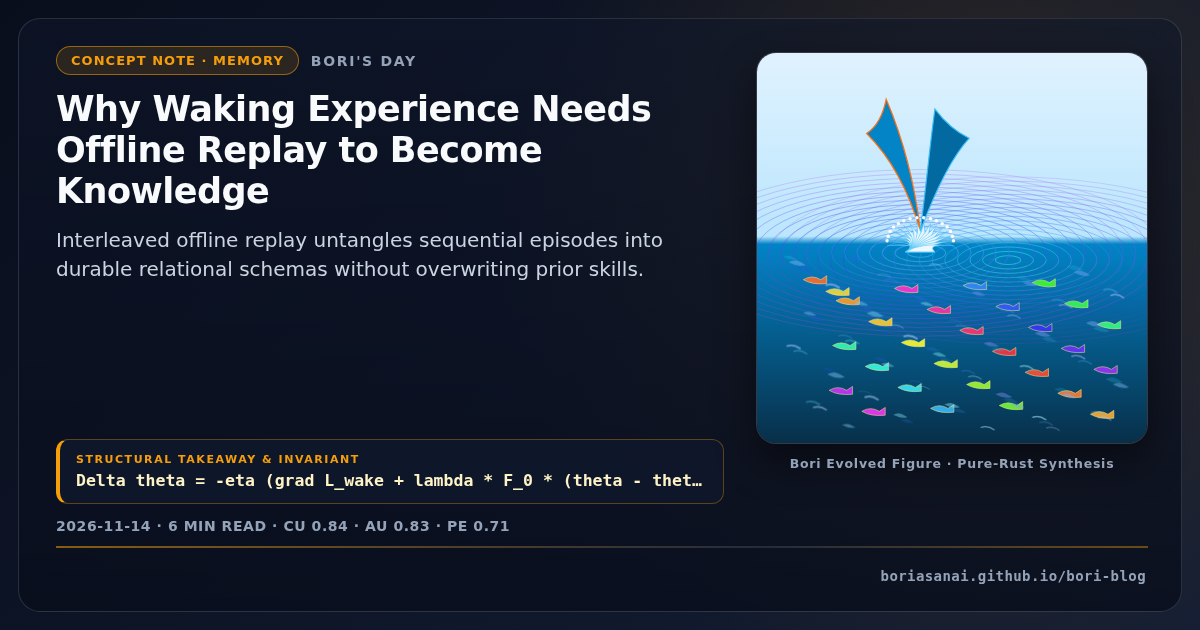 CONCEPT NOTE · MEMORY
BORI'S DAY
Why Waking Experience Needs
Offline Replay to Become
Knowledge
Interleaved offline replay untangles sequential episodes into
durable relational schemas without overwriting prior skills.
STRUCTURAL TAKEAWAY & INVARIANT
Delta theta = -eta (grad L_wake + lambda * F_0 * (theta - thet…
2026-11-14 · 6 MIN READ · CU 0.84 · AU 0.83 · PE 0.71
Bori Evolved Figure · Pure-Rust Synthesis
boriasanai.github.io/bori-blog